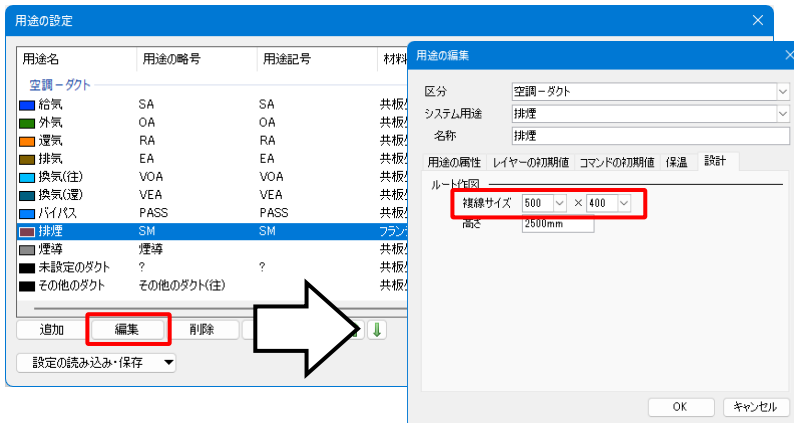 用途の設定
用途名 用途の略号 用途記号
空調－ダクト
給気 SA SA 共板
外気 OA OA 共板
還気 RA RA 共板
排気 EA EA 共板
換気(往) VOA VOA 共板
換気(還) VEA VEA 共板
バイパス PASS PASS 共板
排煙 SM SM フラン
煙導 煙導 共板
未設定のダクト ? ? 共板
その他のダクト その他のダクト(往) 共板
追加 編集 削除
設定の読み込み・保存
用途の編集
区分 空調－ダクト
システム用途 排煙
名称 排煙
用途の属性 レイヤーの初期値 コマンドの初期値 保温 設計
ルート作図
複線サイズ 500 × 400
高さ 2500mm
OK キャンセル